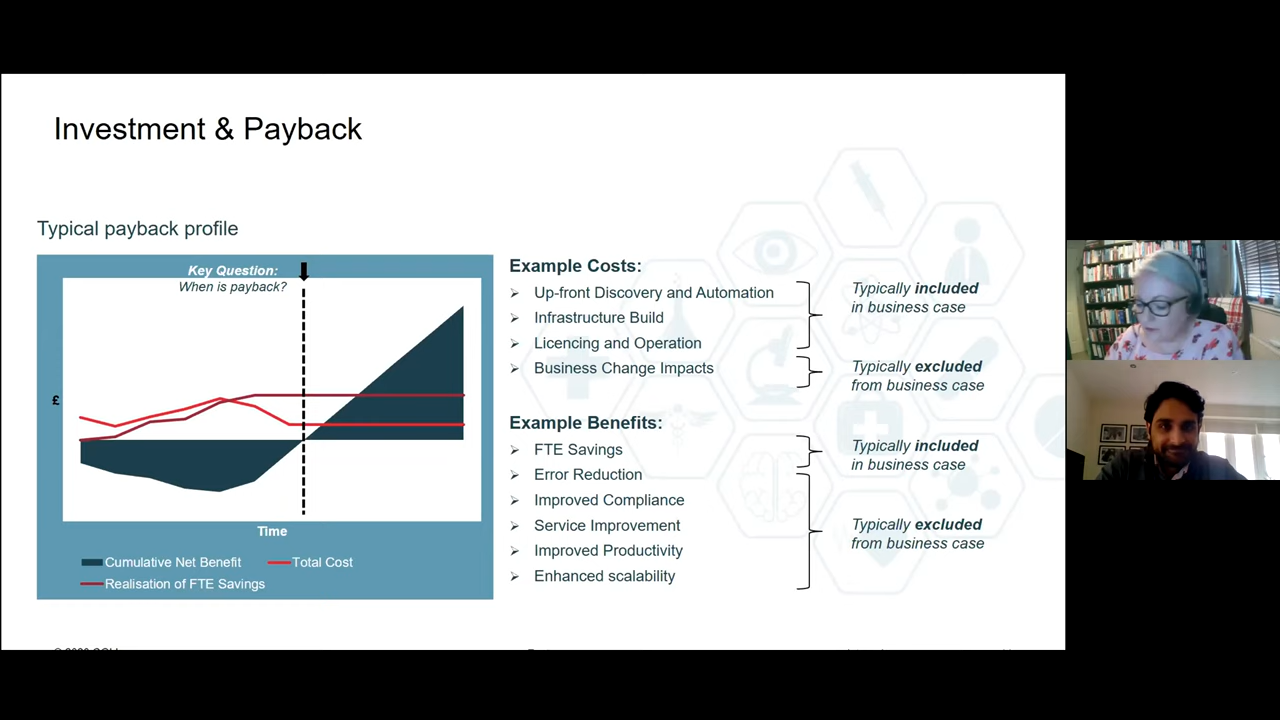 Investment & Payback
Typical payback profile
Key Question:
When is payback?
£
Time
Cumulative Net Benefit
Total Cost
Realisation of FTE Savings
Example Costs:
Up-front Discovery and Automation
Infrastructure Build
Licencing and Operation
Business Change Impacts
Typically included
in business case
Typically excluded
from business case
Example Benefits:
FTE Savings
Error Reduction
Improved Compliance
Service Improvement
Improved Productivity
Enhanced scalability
Typically included
in business case
Typically excluded
from business case